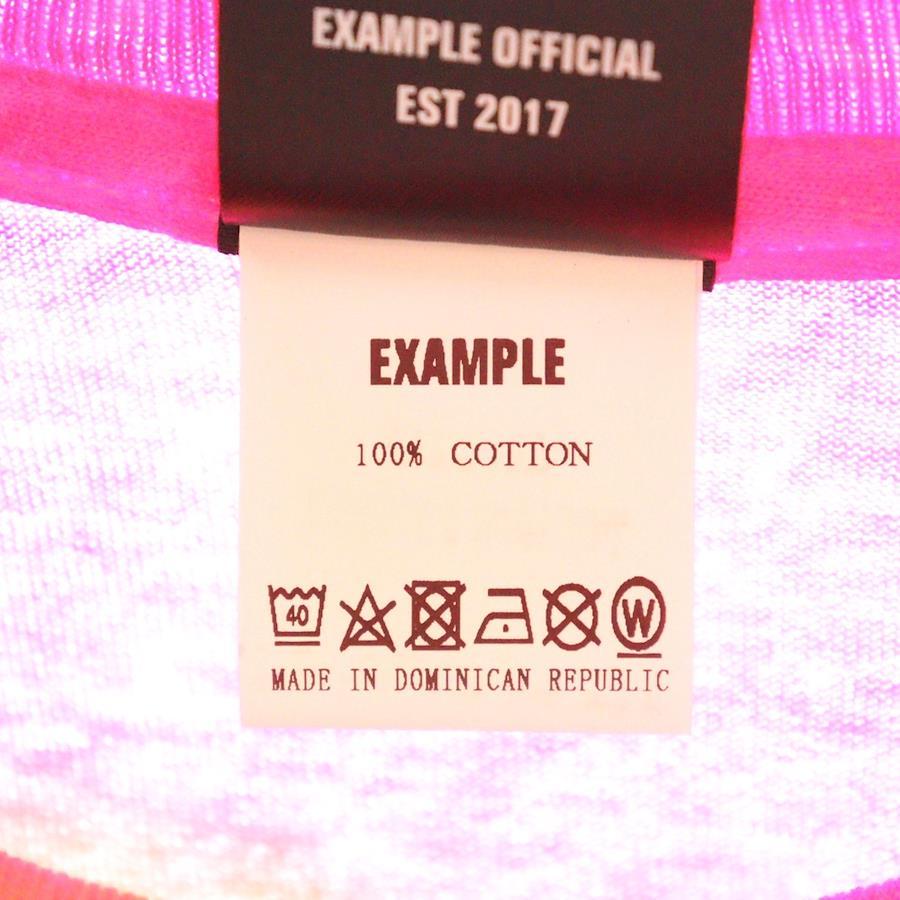 EXAMPLE OFFICIAL
EST 2017
EXAMPLE
100% COTTON
40 W
MADE IN DOMINICAN REPUBLIC